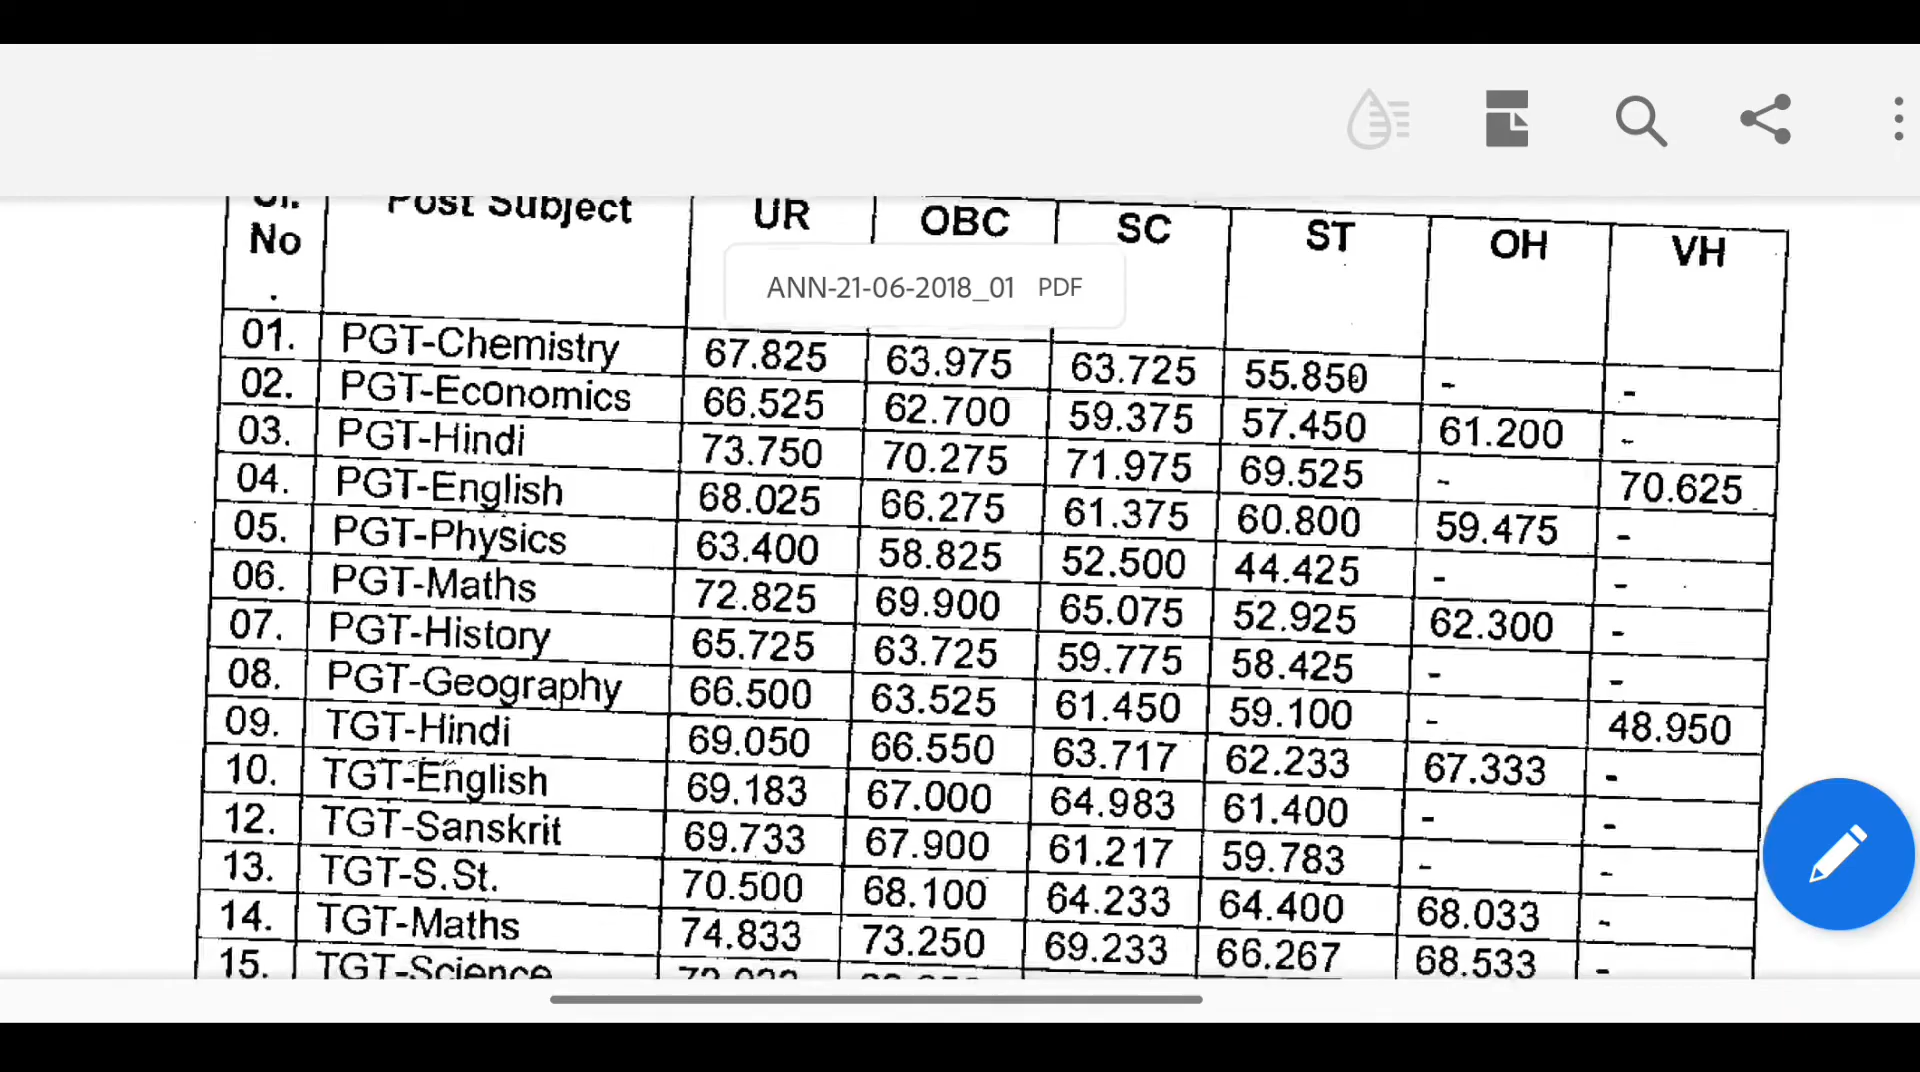 Sl. Post Subject UR OBC SC ST OH VH
No
.
ANN-21-06-2018_01 PDF
01. PGT-Chemistry 67.825 63.975 63.725 55.850 - -
02. PGT-Economics 66.525 62.700 59.375 57.450 61.200 -
03. PGT-Hindi 73.750 70.275 71.975 69.525 - 70.625
04. PGT-English 68.025 66.275 61.375 60.800 59.475 -
05. PGT-Physics 63.400 58.825 52.500 44.425 - -
06. PGT-Maths 72.825 69.900 65.075 52.925 62.300 -
07. PGT-History 65.725 63.725 59.775 58.425 - -
08. PGT-Geography 66.500 63.525 61.450 59.100 - 48.950
09. TGT-Hindi 69.050 66.550 63.717 62.233 67.333 -
10. TGT-English 69.183 67.000 64.983 61.400 - -
12. TGT-Sanskrit 69.733 67.900 61.217 59.783 - -
13. TGT-S.St. 70.500 68.100 64.233 64.400 68.033 -
14. TGT-Maths 74.833 73.250 69.233 66.267 68.533 -
15. TGT-Science